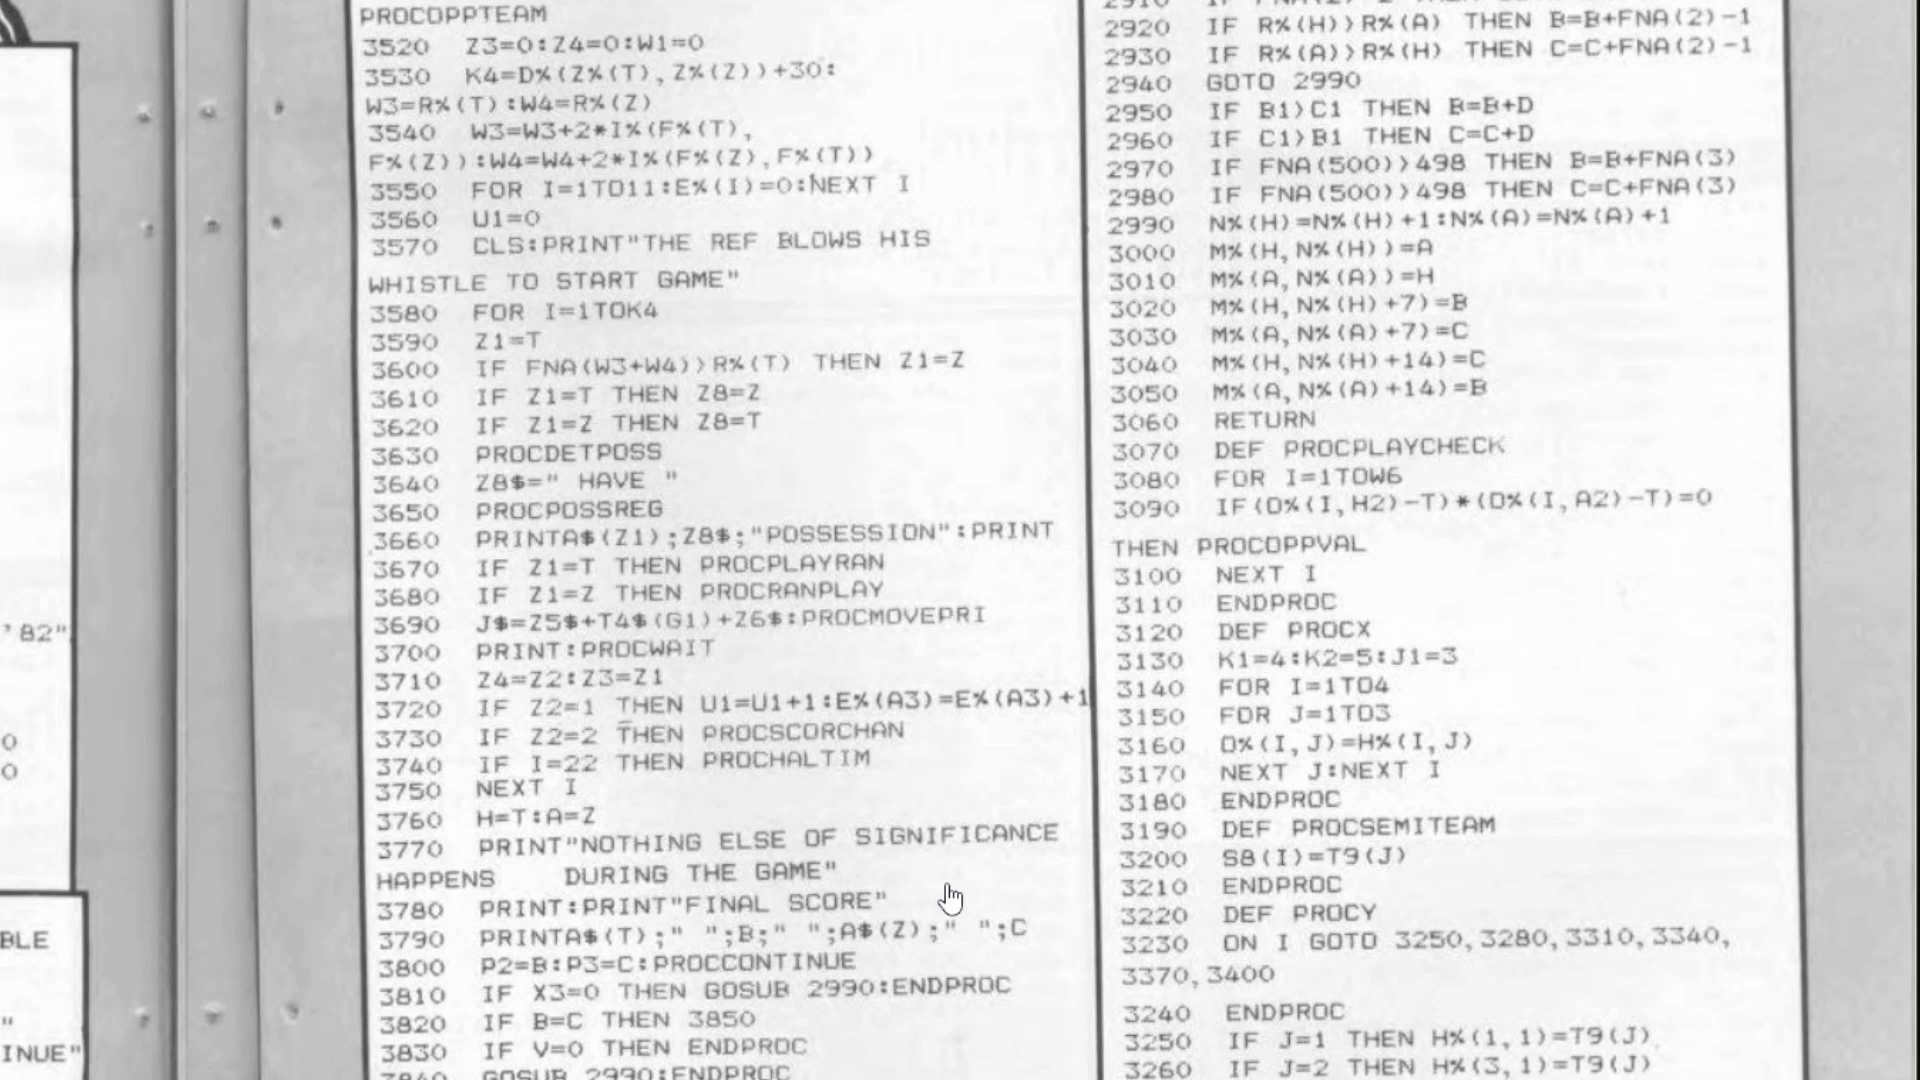 '82"
0
0
BLE
"
INUE"
PROCOPPTEAM
3520 Z3=0:Z4=0:W1=0
3530 K4=D%(Z%(T),Z%(Z))+30:
W3=R%(T):W4=R%(Z)
3540 W3=W3+2*I%(F%(T),
F%(Z)):W4=W4+2*I%(F%(Z),F%(T))
3550 FOR I=1TO11:E%(I)=0:NEXT I
3560 U1=0
3570 CLS:PRINT"THE REF BLOWS HIS
WHISTLE TO START GAME"
3580 FOR I=1TOK4
3590 Z1=T
3600 IF FNA(W3+W4)>R%(T) THEN Z1=Z
3610 IF Z1=T THEN Z8=Z
3620 IF Z1=Z THEN Z8=T
3630 PROCDETPOSS
3640 Z8$=" HAVE "
3650 PROCPOSSREG
3660 PRINTA$(Z1);Z8$;"POSSESSION":PRINT
3670 IF Z1=T THEN PROCPLAYRAN
3680 IF Z1=Z THEN PROCRANPLAY
3690 J$=Z5$+T4$(G1)+Z6$:PROCMOVEPRI
3700 PRINT:PROCWAIT
3710 Z4=Z2:Z3=Z1
3720 IF Z2=1 THEN U1=U1+1:E%(A3)=E%(A3)+1
3730 IF Z2=2 THEN PROCSCORCHAN
3740 IF I=22 THEN PROCHALTIM
3750 NEXT I
3760 H=T:A=Z
3770 PRINT"NOTHING ELSE OF SIGNIFICANCE
HAPPENS DURING THE GAME"
3780 PRINT:PRINT"FINAL SCORE"
3790 PRINTA$(T);" ";B;" ";A$(Z);" ";C
3800 P2=B:P3=C:PROCCONTINUE
3810 IF X3=0 THEN GOSUB 2990:ENDPROC
3820 IF B=C THEN 3850
3830 IF V=0 THEN ENDPROC
3840 GOSUB 2990:ENDPROC
2920 IF R%(H)>R%(A) THEN B=B+FNA(2)-1
2930 IF R%(A)>R%(H) THEN C=C+FNA(2)-1
2940 GOTO 2990
2950 IF B1>C1 THEN B=B+D
2960 IF C1>B1 THEN C=C+D
2970 IF FNA(500)>498 THEN B=B+FNA(3)
2980 IF FNA(500)>498 THEN C=C+FNA(3)
2990 N%(H)=N%(H)+1:N%(A)=N%(A)+1
3000 M%(H,N%(H))=A
3010 M%(A,N%(A))=H
3020 M%(H,N%(H)+7)=B
3030 M%(A,N%(A)+7)=C
3040 M%(H,N%(H)+14)=C
3050 M%(A,N%(A)+14)=B
3060 RETURN
3070 DEF PROCPLAYCHECK
3080 FOR I=1TOW6
3090 IF(O%(I,H2)-T)*(O%(I,A2)-T)=0
THEN PROCOPPVAL
3100 NEXT I
3110 ENDPROC
3120 DEF PROCX
3130 K1=4:K2=5:J1=3
3140 FOR I=1TO4
3150 FOR J=1TO3
3160 O%(I,J)=H%(I,J)
3170 NEXT J:NEXT I
3180 ENDPROC
3190 DEF PROCSEMITEAM
3200 S8(I)=T9(J)
3210 ENDPROC
3220 DEF PROCY
3230 ON I GOTO 3250,3280,3310,3340,
3370,3400
3240 ENDPROC
3250 IF J=1 THEN H%(1,1)=T9(J)
3260 IF J=2 THEN H%(3,1)=T9(J)